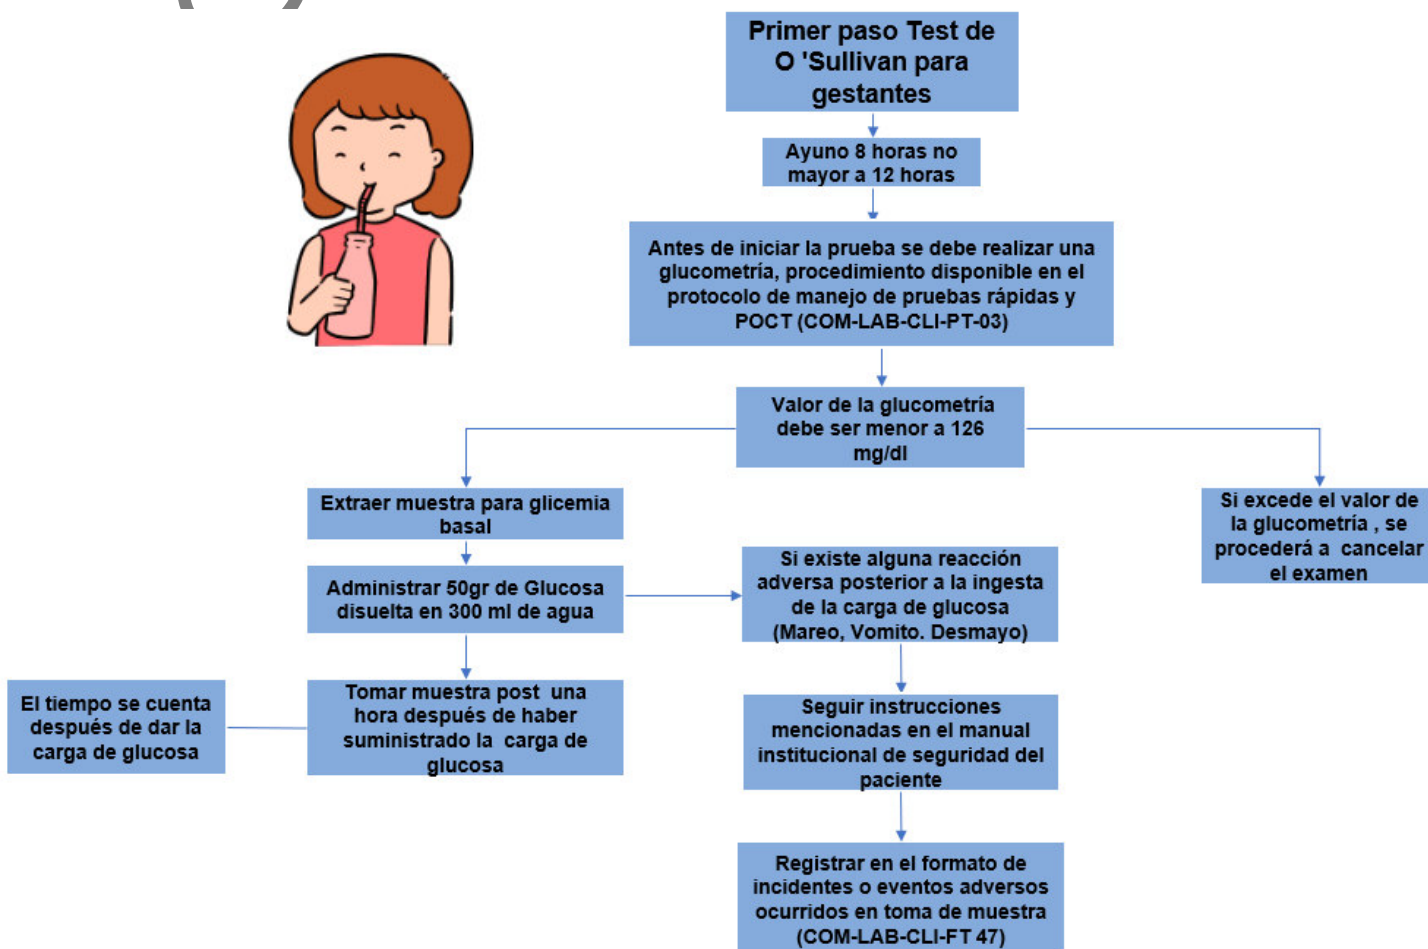 Primer paso Test de
O 'Sullivan para
gestantes
Ayuno 8 horas no
mayor a 12 horas
Antes de iniciar la prueba se debe realizar una
glucometría, procedimiento disponible en el
protocolo de manejo de pruebas rápidas y
POCT (COM-LAB-CLI-PT-03)
Valor de la glucometría
debe ser menor a 126
mg/dl
Extraer muestra para glicemia
basal
Si excede el valor de
la glucometría , se
procederá a cancelar
el examen
Administrar 50gr de Glucosa
disuelta en 300 ml de agua
Si existe alguna reacción
adversa posterior a la ingesta
de la carga de glucosa
(Mareo, Vomito. Desmayo)
El tiempo se cuenta
después de dar la
carga de glucosa
Tomar muestra post una
hora después de haber
suministrado la carga de
glucosa
Seguir instrucciones
mencionadas en el manual
institucional de seguridad del
paciente
Registrar en el formato de
incidentes o eventos adversos
ocurridos en toma de muestra
(COM-LAB-CLI-FT 47)